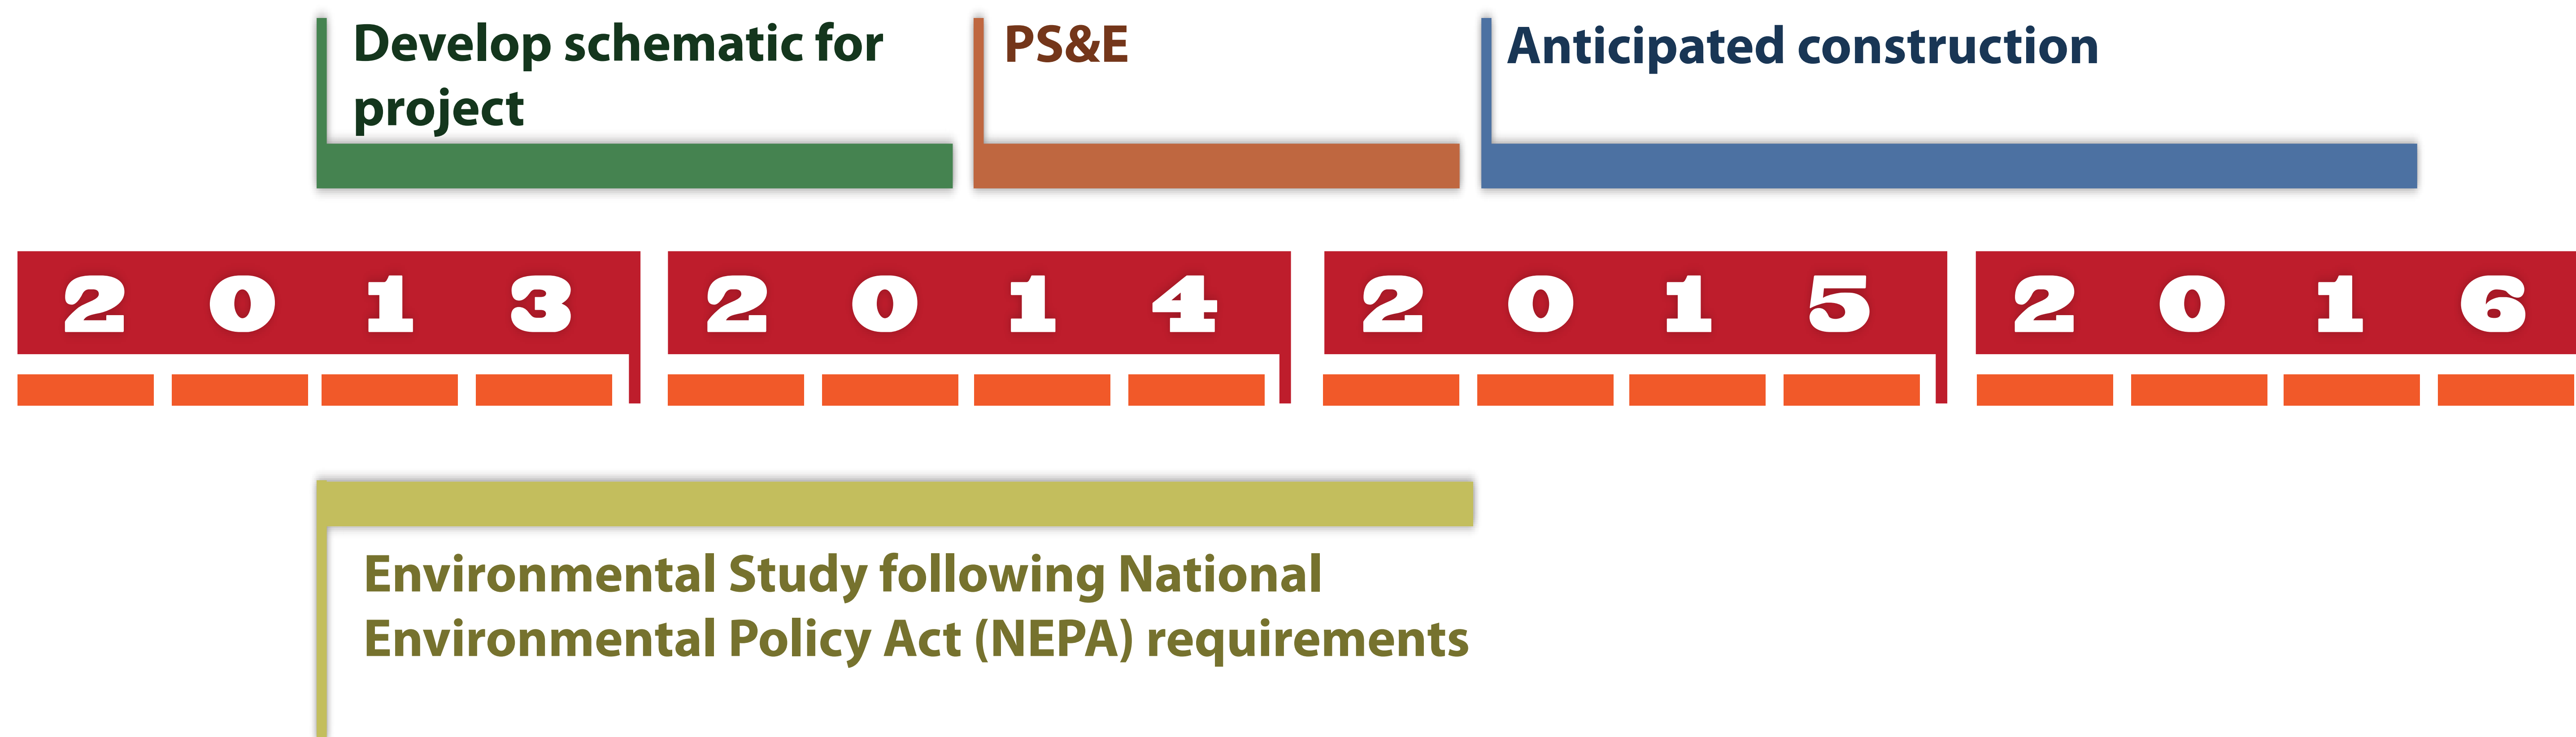 Develop schematic for
project
PS&E
Anticipated construction
2013
2014
2015
2016
Environmental Study following National
Environmental Policy Act (NEPA) requirements